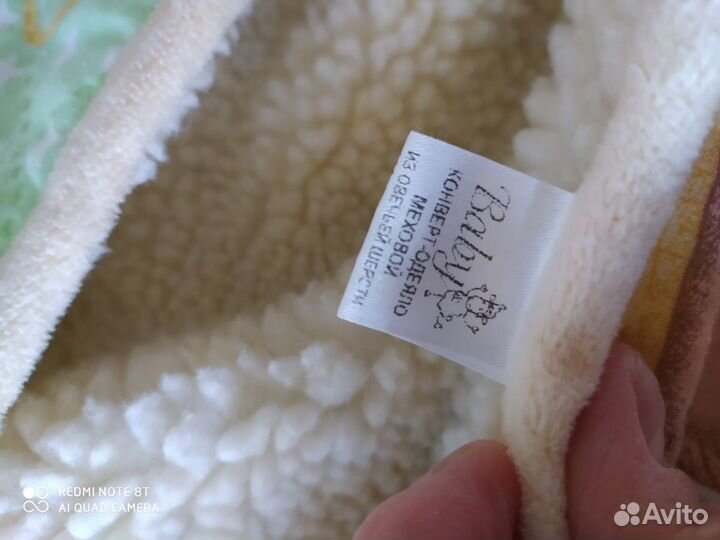 Baby
КОНВЕРТ-ОДЕЯЛО
МЕХОВОЙ
ИЗ ОВЕЧЬЕЙ ШЕРСТИ
REDMI NOTE 8T
AI QUAD CAMERA
Avito